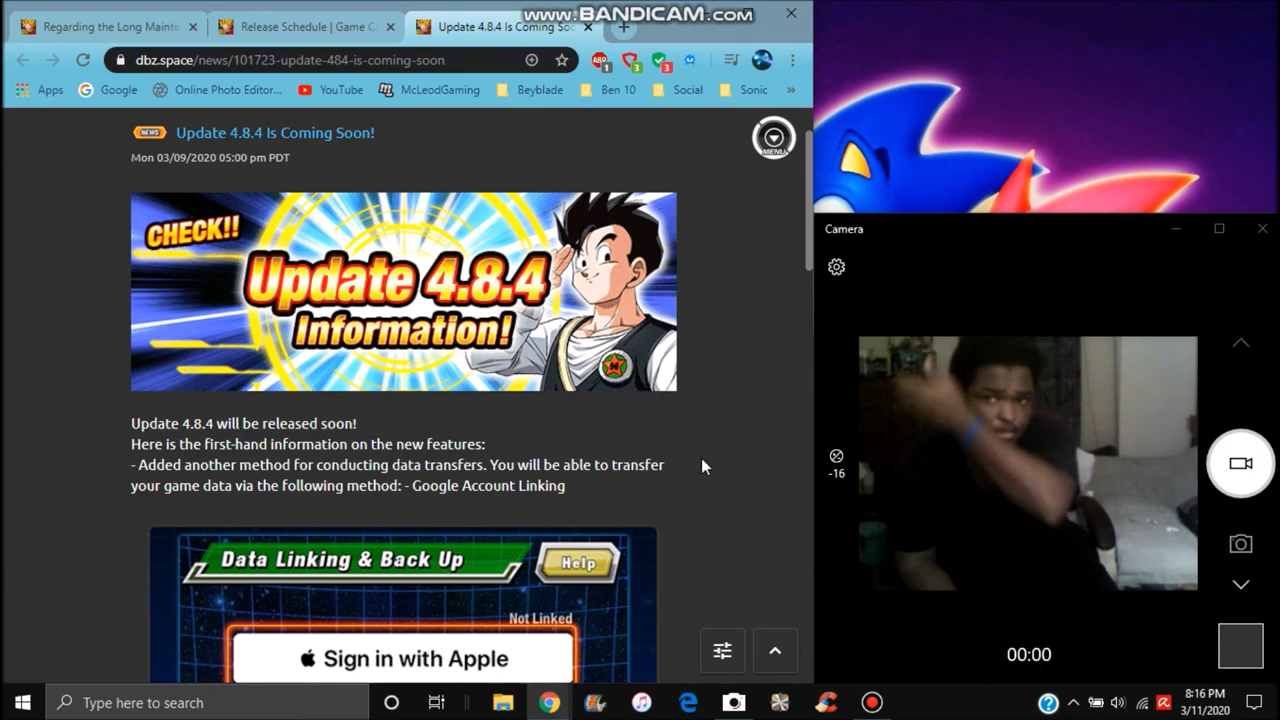 www.BANDICAM.com
Regarding the Long Mainte
Release Schedule | Game C
Update 4.8.4 Is Coming Soo
dbz.space/news/101723-update-484-is-coming-soon
Apps
Google
Online Photo Editor...
YouTube
McLeodGaming
Beyblade
Ben 10
Social
Sonic
»
NEWS Update 4.8.4 Is Coming Soon!
Mon 03/09/2020 05:00 pm PDT
MENU
CHECK!!
Update 4.8.4
Information!
Update 4.8.4 will be released soon!
Here is the first-hand information on the new features:
- Added another method for conducting data transfers. You will be able to transfer
your game data via the following method: - Google Account Linking
Data Linking & Back Up
Help
Not Linked
Sign in with Apple
Camera
-16
00:00
Type here to search
8:16 PM
3/11/2020